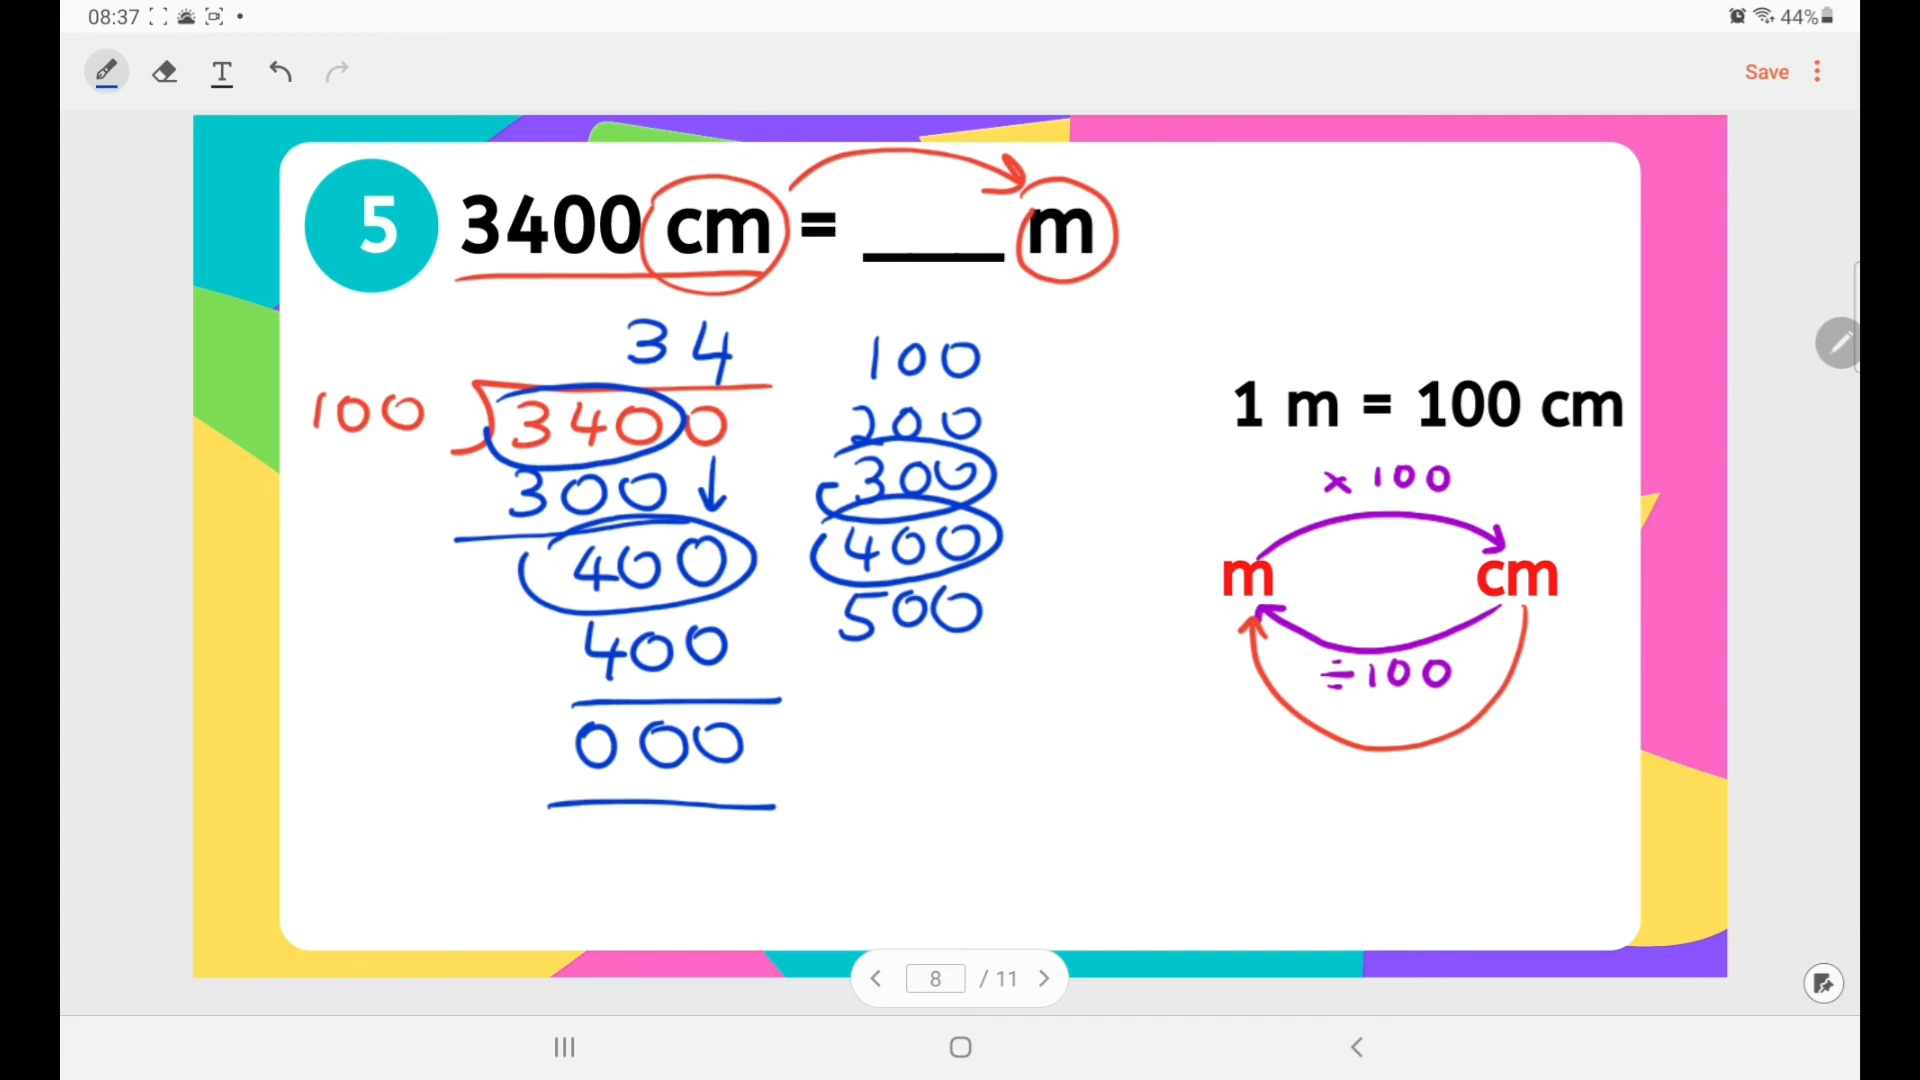 08:37
44%
T
Save
5 3400 cm = ____ m
34
100 3400
300↓
400
400
000
100
200
300
400
500
1 m = 100 cm
× 100
m cm
÷100
8 / 11